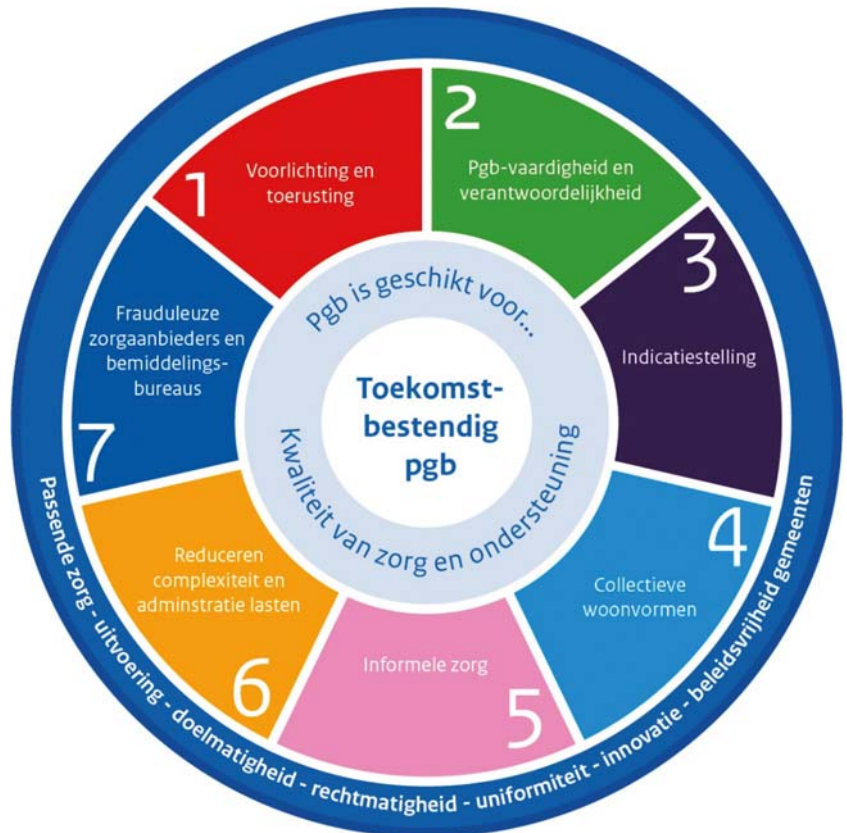 1
Voorlichting en
toerusting
2
Pgb-vaardigheid en
verantwoordelijkheid
3
Indicatiestelling
4
Collectieve
woonvormen
5
Informele zorg
6
Reduceren
complexiteit en
adminstratie lasten
7
Frauduleuze
zorgaanbieders en
bemiddelings-
bureaus
Pgb is geschikt voor...
Toekomst-
bestendig
pgb
Kwaliteit van zorg en ondersteuning
Passende zorg - uitvoering - doelmatigheid - rechtmatigheid - uniformiteit - innovatie - beleidsvrijheid gemeenten